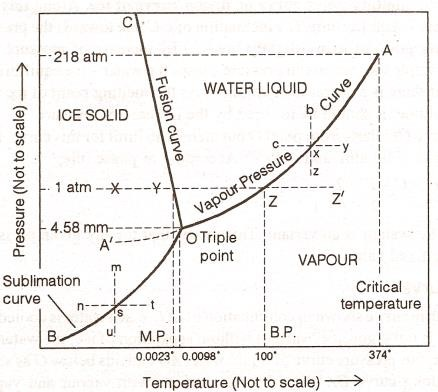 C
A
218 atm
WATER LIQUID
Fusion curve
ICE SOLID
Vapour Pressure Curve
b
c
x
y
z
1 atm
X
Y
Z
Z'
4.58 mm
A'
O Triple
point
VAPOUR
Sublimation
curve
m
n
s
t
u
B
M.P.
B.P.
Critical
temperature
0.0023° 0.0098°
100°
374°
Pressure (Not to scale)
Temperature (Not to scale)